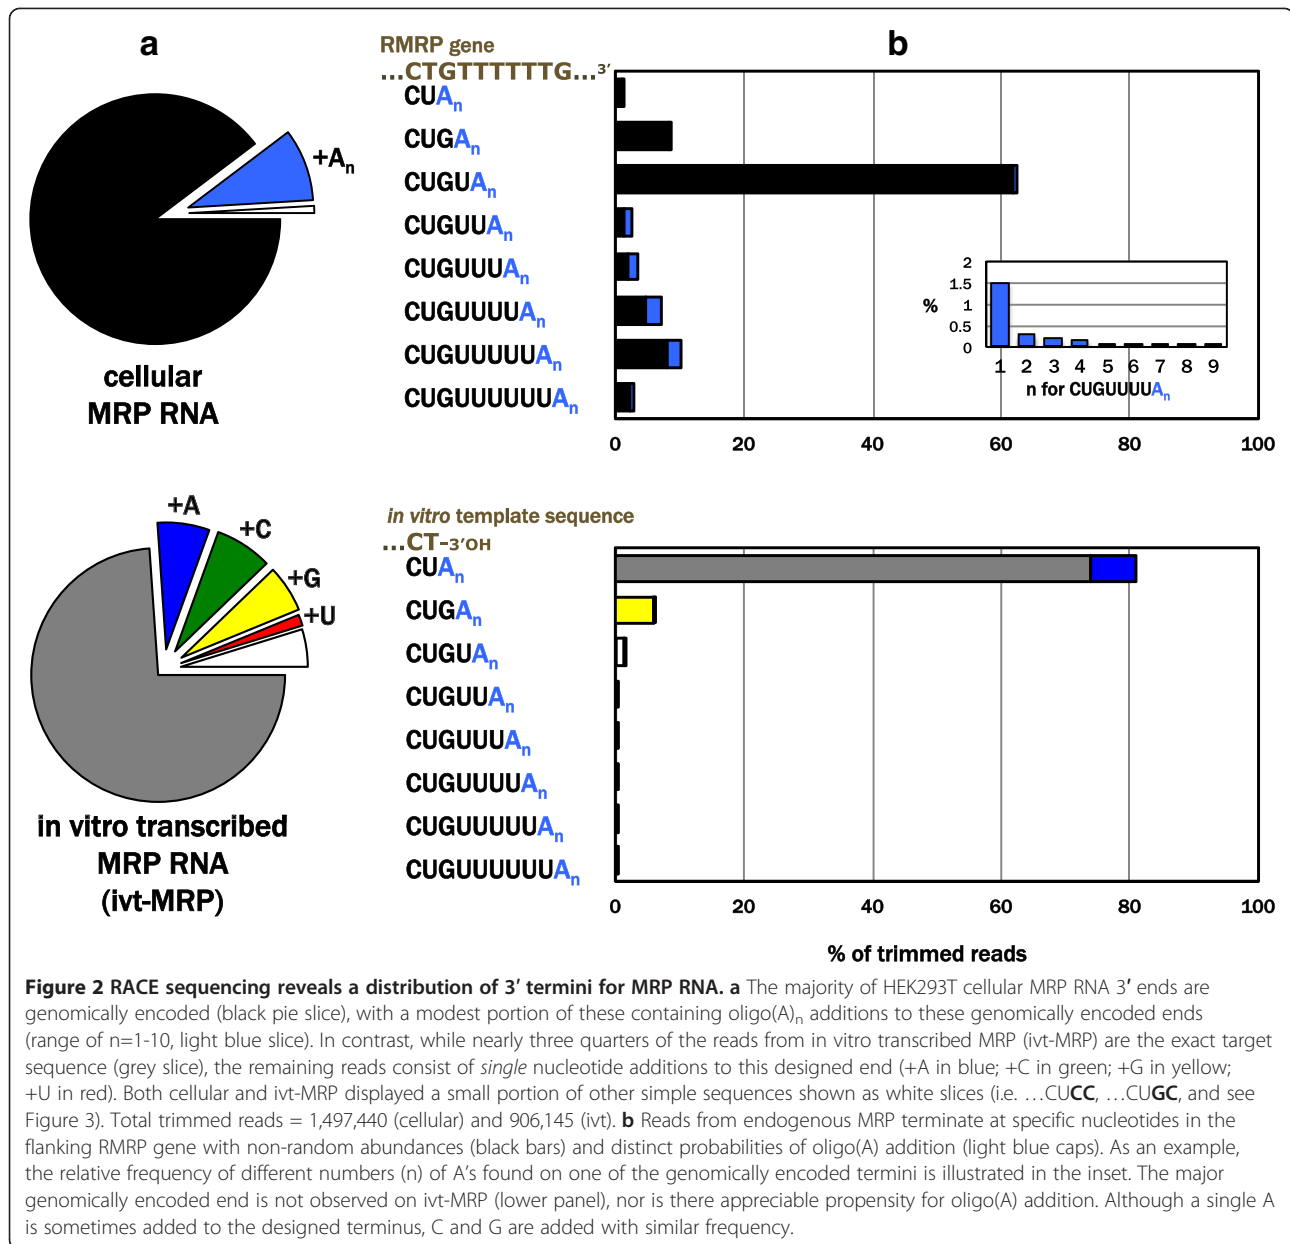 a
b
RMRP gene
...CTGTTTTTTG...3′
CUAn
CUGAn
CUGUAn
CUGUUAn
CUGUUUAn
CUGUUUUAn
CUGUUUUUAn
CUGUUUUUUAn
+An
cellular
MRP RNA
2
1.5
1
0.5
0
%
1 2 3 4 5 6 7 8 9
n for CUGUUUUAn
0 20 40 60 80 100
+A
+C
+G
+U
in vitro transcribed
MRP RNA
(ivt-MRP)
in vitro template sequence
...CT-3′OH
CUAn
CUGAn
CUGUAn
CUGUUAn
CUGUUUAn
CUGUUUUAn
CUGUUUUUAn
CUGUUUUUUAn
0 20 40 60 80 100
% of trimmed reads
Figure 2 RACE sequencing reveals a distribution of 3′ termini for MRP RNA. a The majority of HEK293T cellular MRP RNA 3′ ends are
genomically encoded (black pie slice), with a modest portion of these containing oligo(A)n additions to these genomically encoded ends
(range of n=1-10, light blue slice). In contrast, while nearly three quarters of the reads from in vitro transcribed MRP (ivt-MRP) are the exact target
sequence (grey slice), the remaining reads consist of single nucleotide additions to this designed end (+A in blue; +C in green; +G in yellow;
+U in red). Both cellular and ivt-MRP displayed a small portion of other simple sequences shown as white slices (i.e. ...CUCC, ...CUGC, and see
Figure 3). Total trimmed reads = 1,497,440 (cellular) and 906,145 (ivt). b Reads from endogenous MRP terminate at specific nucleotides in the
flanking RMRP gene with non-random abundances (black bars) and distinct probabilities of oligo(A) addition (light blue caps). As an example,
the relative frequency of different numbers (n) of A's found on one of the genomically encoded termini is illustrated in the inset. The major
genomically encoded end is not observed on ivt-MRP (lower panel), nor is there appreciable propensity for oligo(A) addition. Although a single A
is sometimes added to the designed terminus, C and G are added with similar frequency.